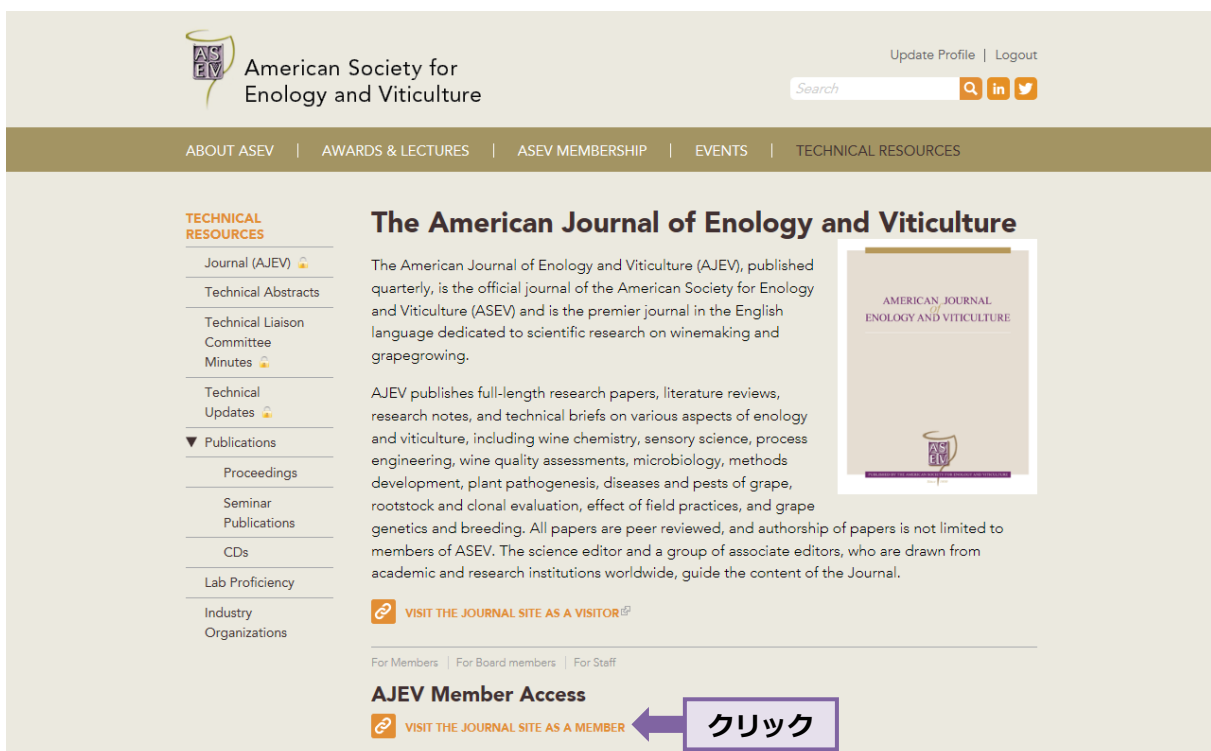 AS
EV
American Society for
Enology and Viticulture
Update Profile | Logout
Search
in
ABOUT ASEV | AWARDS & LECTURES | ASEV MEMBERSHIP | EVENTS | TECHNICAL RESOURCES
TECHNICAL
RESOURCES
Journal (AJEV)
Technical Abstracts
Technical Liaison
Committee
Minutes
Technical
Updates
▼ Publications
Proceedings
Seminar
Publications
CDs
Lab Proficiency
Industry
Organizations
The American Journal of Enology and Viticulture
The American Journal of Enology and Viticulture (AJEV), published
quarterly, is the official journal of the American Society for Enology
and Viticulture (ASEV) and is the premier journal in the English
language dedicated to scientific research on winemaking and
grapegrowing.
AJEV publishes full-length research papers, literature reviews,
research notes, and technical briefs on various aspects of enology
and viticulture, including wine chemistry, sensory science, process
engineering, wine quality assessments, microbiology, methods
development, plant pathogenesis, diseases and pests of grape,
rootstock and clonal evaluation, effect of field practices, and grape
genetics and breeding. All papers are peer reviewed, and authorship of papers is not limited to
members of ASEV. The science editor and a group of associate editors, who are drawn from
academic and research institutions worldwide, guide the content of the Journal.
AMERICAN JOURNAL
of
ENOLOGY AND VITICULTURE
AS
EV
VISIT THE JOURNAL SITE AS A VISITOR
For Members | For Board members | For Staff
AJEV Member Access
VISIT THE JOURNAL SITE AS A MEMBER
クリック